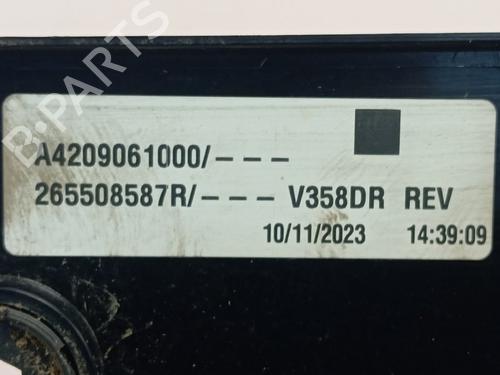 B-PARTS
A4209061000/---
265508587R/--- V358DR REV
10/11/2023 14:39:09